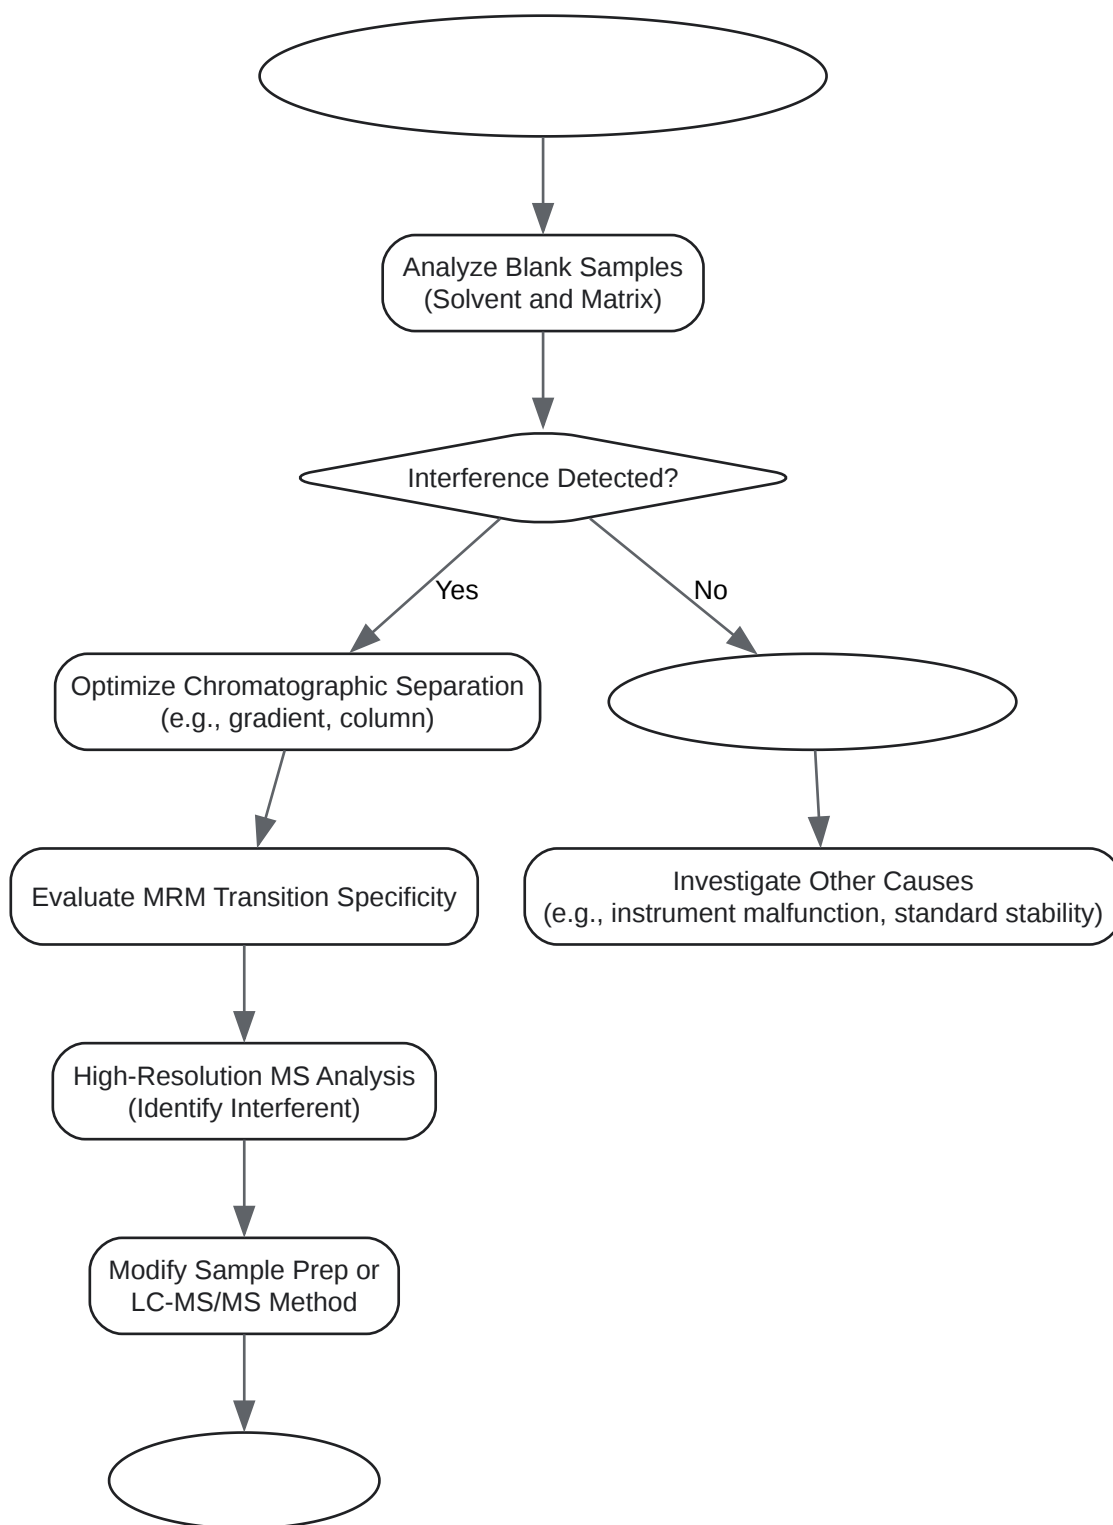 Analyze Blank Samples
(Solvent and Matrix)
Interference Detected?
Yes
No
Optimize Chromatographic Separation
(e.g., gradient, column)
Evaluate MRM Transition Specificity
Investigate Other Causes
(e.g., instrument malfunction, standard stability)
High-Resolution MS Analysis
(Identify Interferent)
Modify Sample Prep or
LC-MS/MS Method